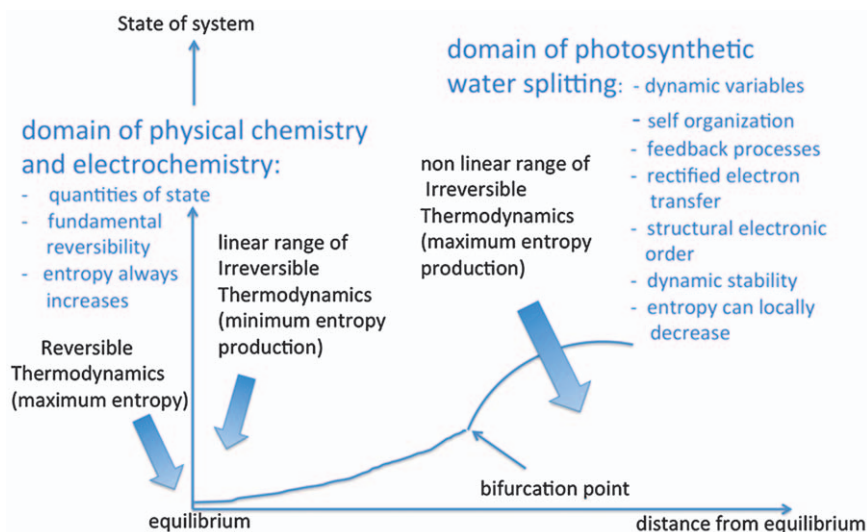 State of system
domain of photosynthetic
water splitting: - dynamic variables
- self organization
- feedback processes
- rectified electron
transfer
- structural electronic
order
- dynamic stability
- entropy can locally
decrease
domain of physical chemistry
and electrochemistry:
- quantities of state
- fundamental
reversibility
- entropy always
increases
non linear range of
Irreversible
Thermodynamics
(maximum entropy
production)
linear range of
Irreversible
Thermodynamics
(minimum entropy
production)
Reversible
Thermodynamics
(maximum entropy)
bifurcation point
equilibrium
distance from equilibrium